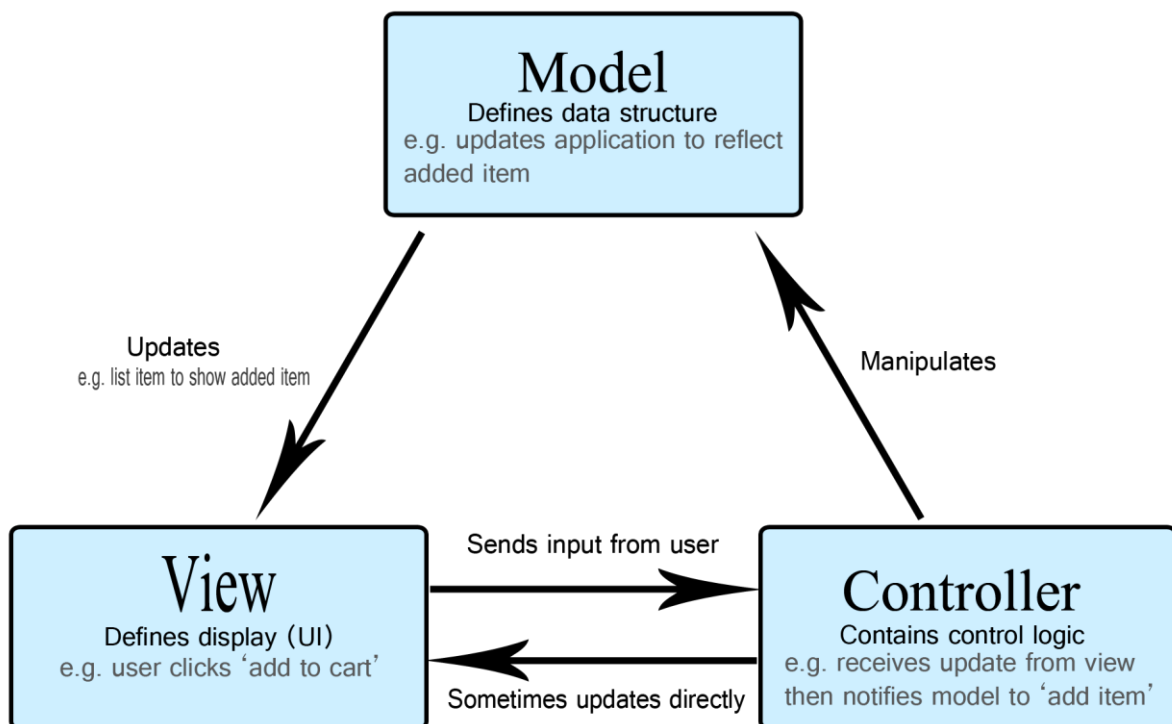 Model
Defines data structure
e.g. updates application to reflect
added item
Updates
e.g. list item to show added item
Manipulates
View
Defines display (UI)
e.g. user clicks ‘add to cart’
Sends input from user
Sometimes updates directly
Controller
Contains control logic
e.g. receives update from view
then notifies model to ‘add item’